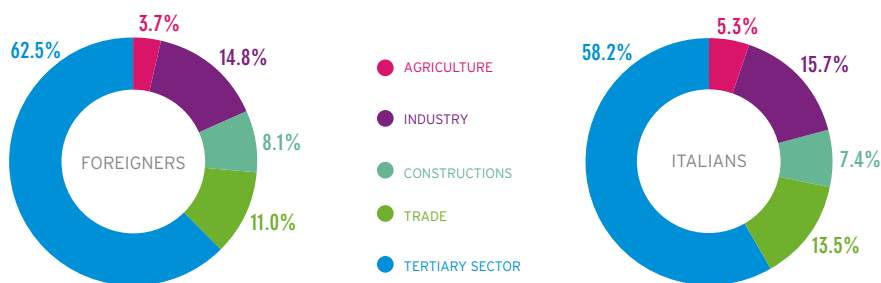 3.7%
62.5%
14.8%
8.1%
11.0%
FOREIGNERS
AGRICULTURE
INDUSTRY
CONSTRUCTIONS
TRADE
TERTIARY SECTOR
5.3%
58.2%
15.7%
7.4%
13.5%
ITALIANS